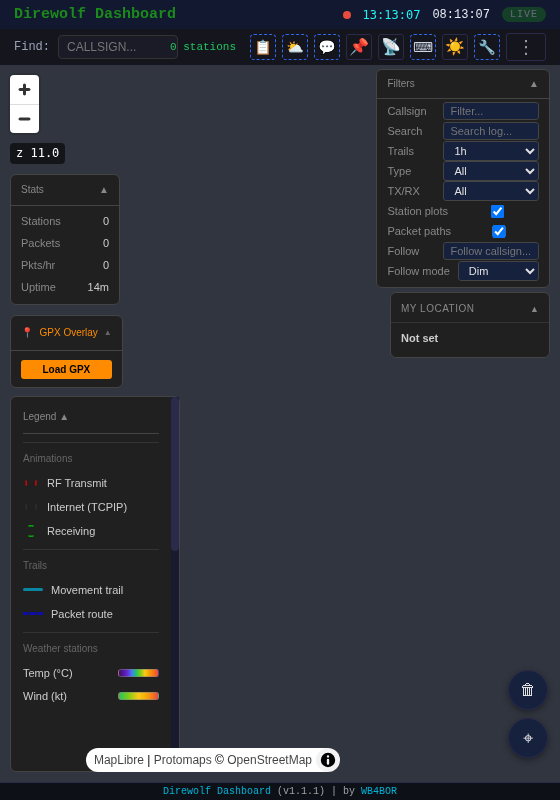 Direwolf Dashboard
13:13:07 08:13:07 LIVE
Find: CALLSIGN... 0 stations
z 11.0
Stats ▲
Stations 0
Packets 0
Pkts/hr 0
Uptime 14m
GPX Overlay ▲
Load GPX
Legend ▲
Animations
RF Transmit
Internet (TCPIP)
Receiving
Trails
Movement trail
Packet route
Weather stations
Temp (°C)
Wind (kt)
Filters ▲
Callsign Filter...
Search Search log...
Trails 1h
Type All
TX/RX All
Station plots
Packet paths
Follow Follow callsign...
Follow mode Dim
MY LOCATION ▲
Not set
MapLibre | Protomaps © OpenStreetMap
Direwolf Dashboard (v1.1.1) | by WB4BOR